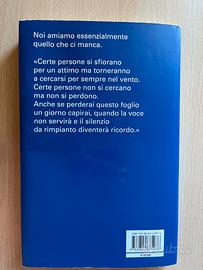 Noi amiamo essenzialmente
quello che ci manca.
«Certe persone si sfiorano
per un attimo ma torneranno
a cercarsi per sempre nel vento.
Certe persone non si cercano
ma non si perdono.
Anche se perderai questo foglio
un giorno capirai, quando la voce
non servirà e il silenzio
da rimpianto diventerà ricordo.»